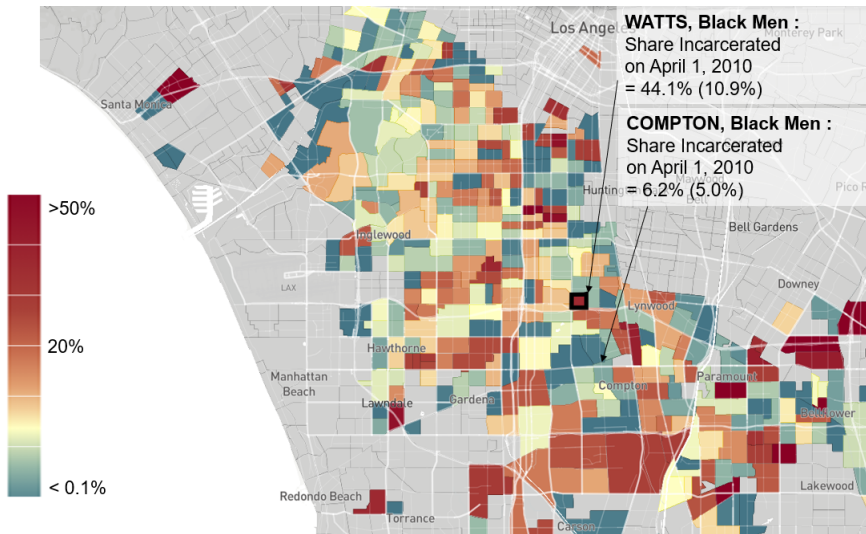 Los Angeles
WATTS, Black Men :
Share Incarcerated
on April 1, 2010
= 44.1% (10.9%)
Monterey Park
Santa Monica
COMPTON, Black Men :
Share Incarcerated
on April 1, 2010
= 6.2% (5.0%)
Maywood
Pico R
Bell
>50%
Inglewood
Bell Gardens
LAX
Downey
Lynwood
20%
Hawthorne
Manhattan
Beach
Compton
Paramount
Lawndale
Gardena
Bellflower
< 0.1%
Redondo Beach
Lakewood
Torrance
Carson